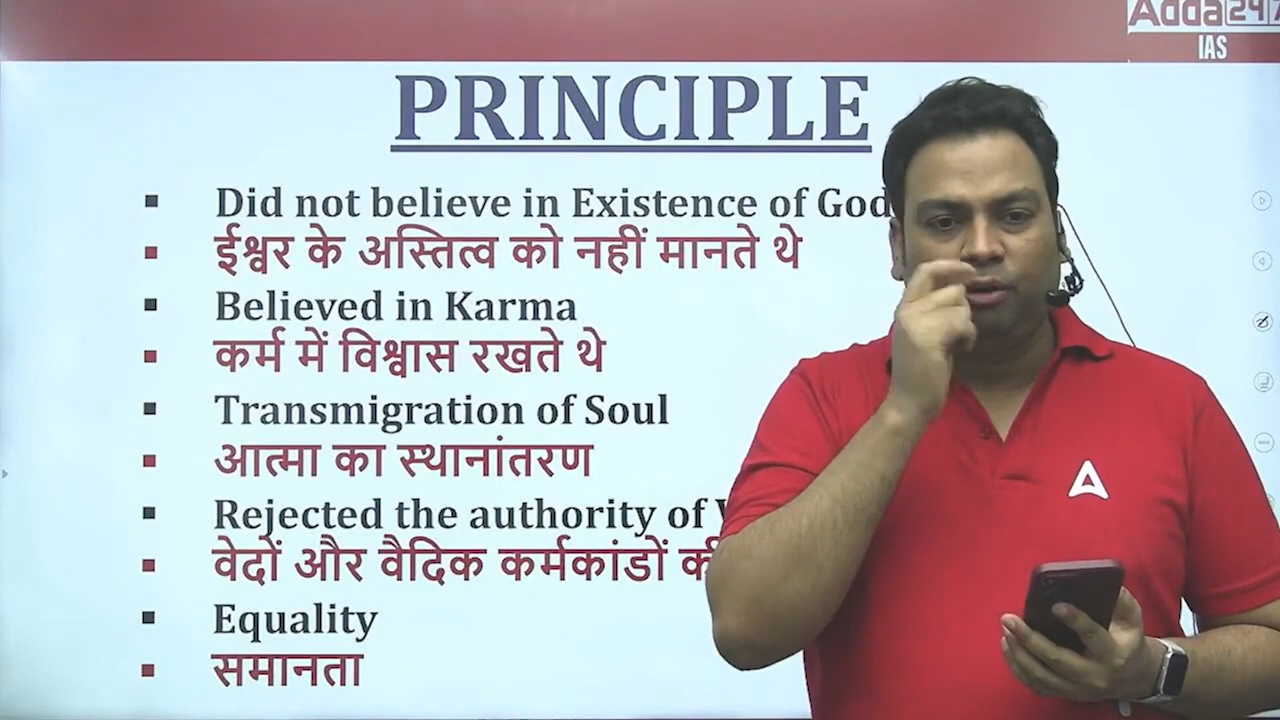 Adda247
IAS
PRINCIPLE
Did not believe in Existence of God
ईश्वर के अस्तित्व को नहीं मानते थे
Believed in Karma
कर्म में विश्वास रखते थे
Transmigration of Soul
आत्मा का स्थानांतरण
Rejected the authority of
वेदों और वैदिक कर्मकांडों की
Equality
समानता